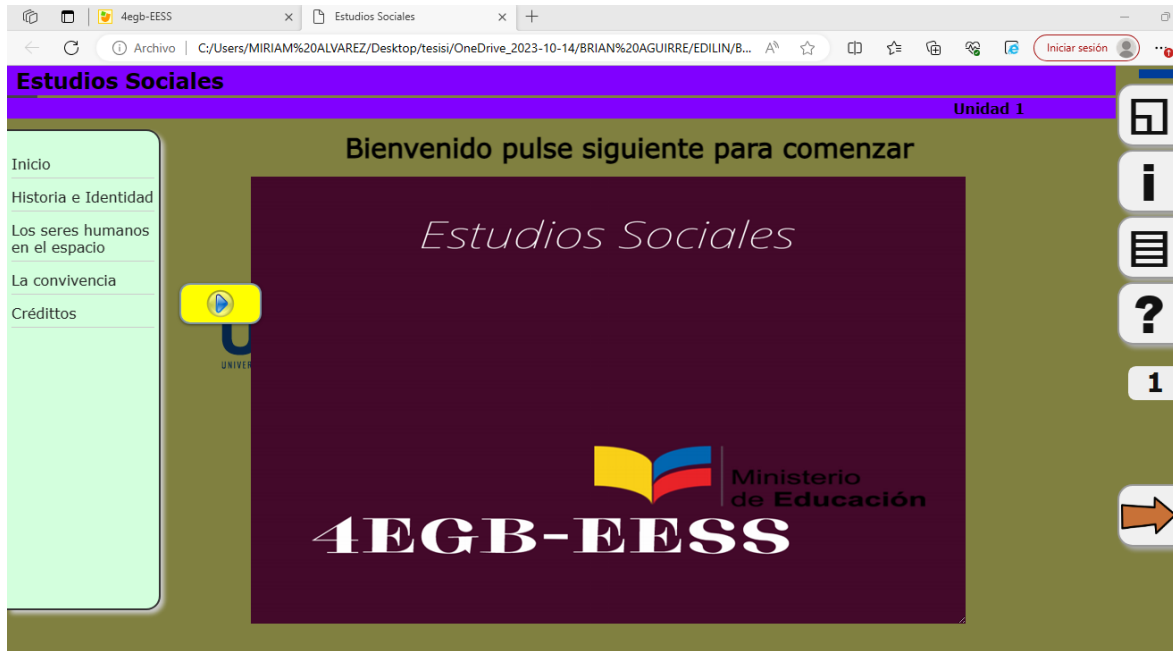 4egb-EESS
Estudios Sociales
Archivo
C:/Users/MIRIAM%20ALVAREZ/Desktop/tesisi/OneDrive_2023-10-14/BRIAN%20AGUIRRE/EDILIN/B...
Iniciar sesión
Estudios Sociales
Unidad 1
Bienvenido pulse siguiente para comenzar
Inicio
Historia e Identidad
Los seres humanos
en el espacio
La convivencia
Crédittos
UNIVER
Estudios Sociales
Ministerio
de Educación
4EGB-EESS
i
?
1